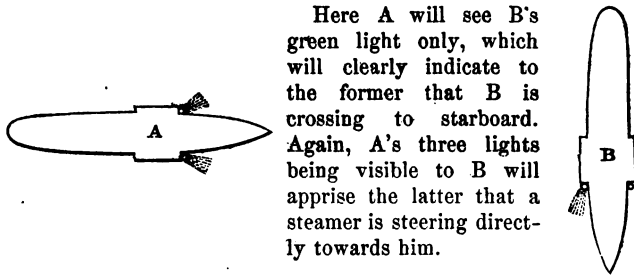 A
Here A will see B's
green light only, which
will clearly indicate to
the former that B is
crossing to starboard.
Again, A's three lights
being visible to B will
apprise the latter that a
steamer is steering direct-
ly towards him.
B